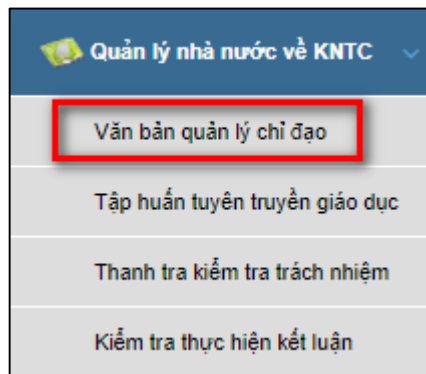 Quản lý nhà nước về KNTC
Văn bản quản lý chỉ đạo
Tập huấn tuyên truyền giáo dục
Thanh tra kiểm tra trách nhiệm
Kiểm tra thực hiện kết luận